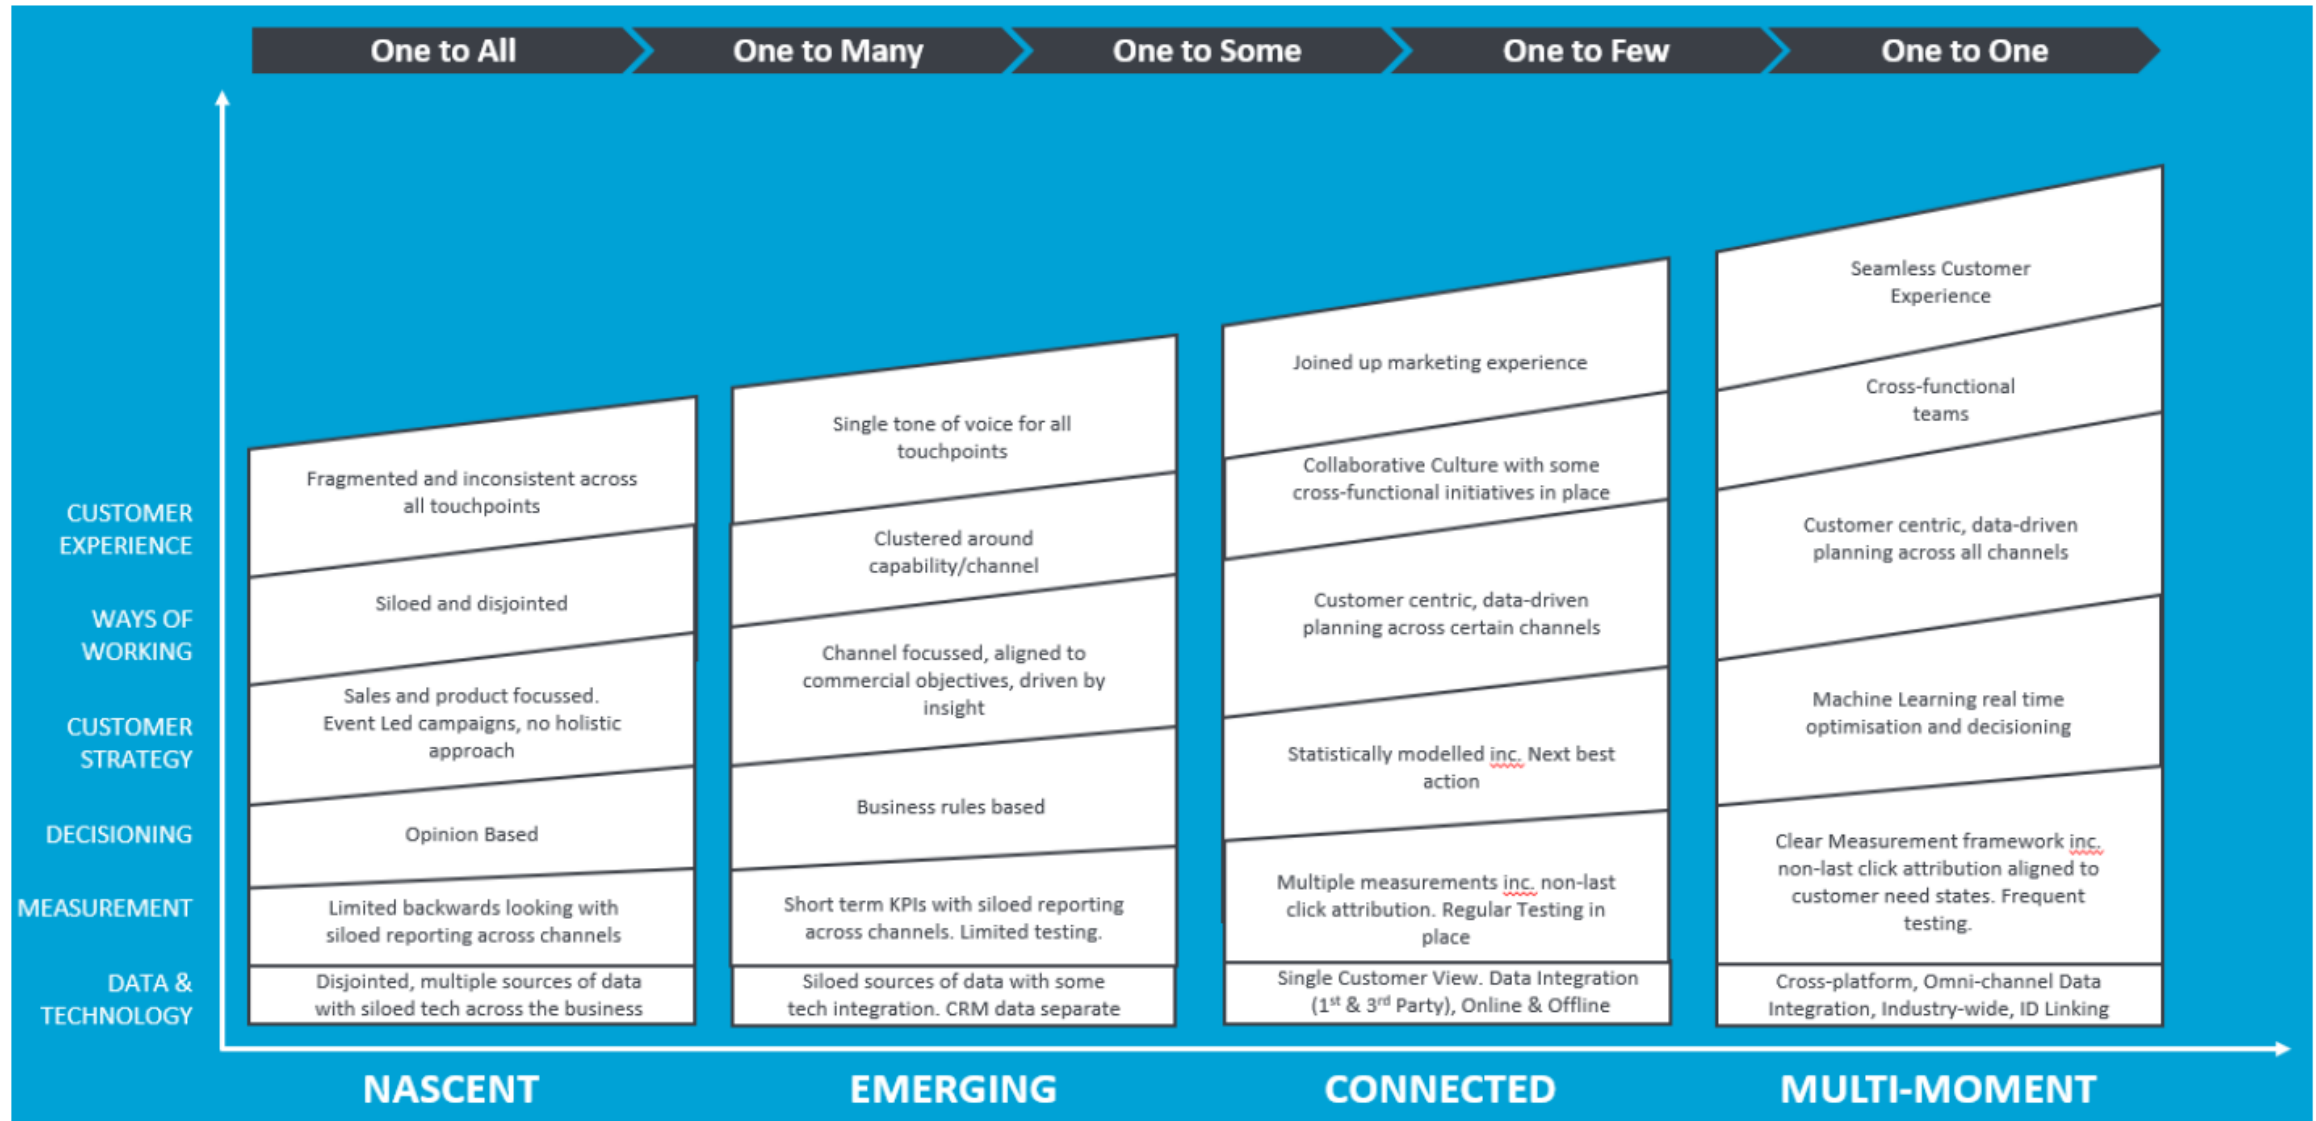 One to All
One to Many
One to Some
One to Few
One to One
CUSTOMER
EXPERIENCE
WAYS OF
WORKING
CUSTOMER
STRATEGY
DECISIONING
MEASUREMENT
DATA &
TECHNOLOGY
Fragmented and inconsistent across
all touchpoints
Siloed and disjointed
Sales and product focussed.
Event Led campaigns, no holistic
approach
Opinion Based
Limited backwards looking with
siloed reporting across channels
Disjointed, multiple sources of data
with siloed tech across the business
Single tone of voice for all
touchpoints
Clustered around
capability/channel
Channel focussed, aligned to
commercial objectives, driven by
insight
Business rules based
Short term KPIs with siloed reporting
across channels. Limited testing.
Siloed sources of data with some
tech integration. CRM data separate
Joined up marketing experience
Collaborative Culture with some
cross-functional initiatives in place
Customer centric, data-driven
planning across certain channels
Statistically modelled inc. Next best
action
Multiple measurements inc. non-last
click attribution. Regular Testing in
place
Single Customer View. Data Integration
(1st & 3rd Party), Online & Offline
Seamless Customer
Experience
Cross-functional
teams
Customer centric, data-driven
planning across all channels
Machine Learning real time
optimisation and decisioning
Clear Measurement framework inc.
non-last click attribution aligned to
customer need states. Frequent
testing.
Cross-platform, Omni-channel Data
Integration, Industry-wide, ID Linking
NASCENT
EMERGING
CONNECTED
MULTI-MOMENT